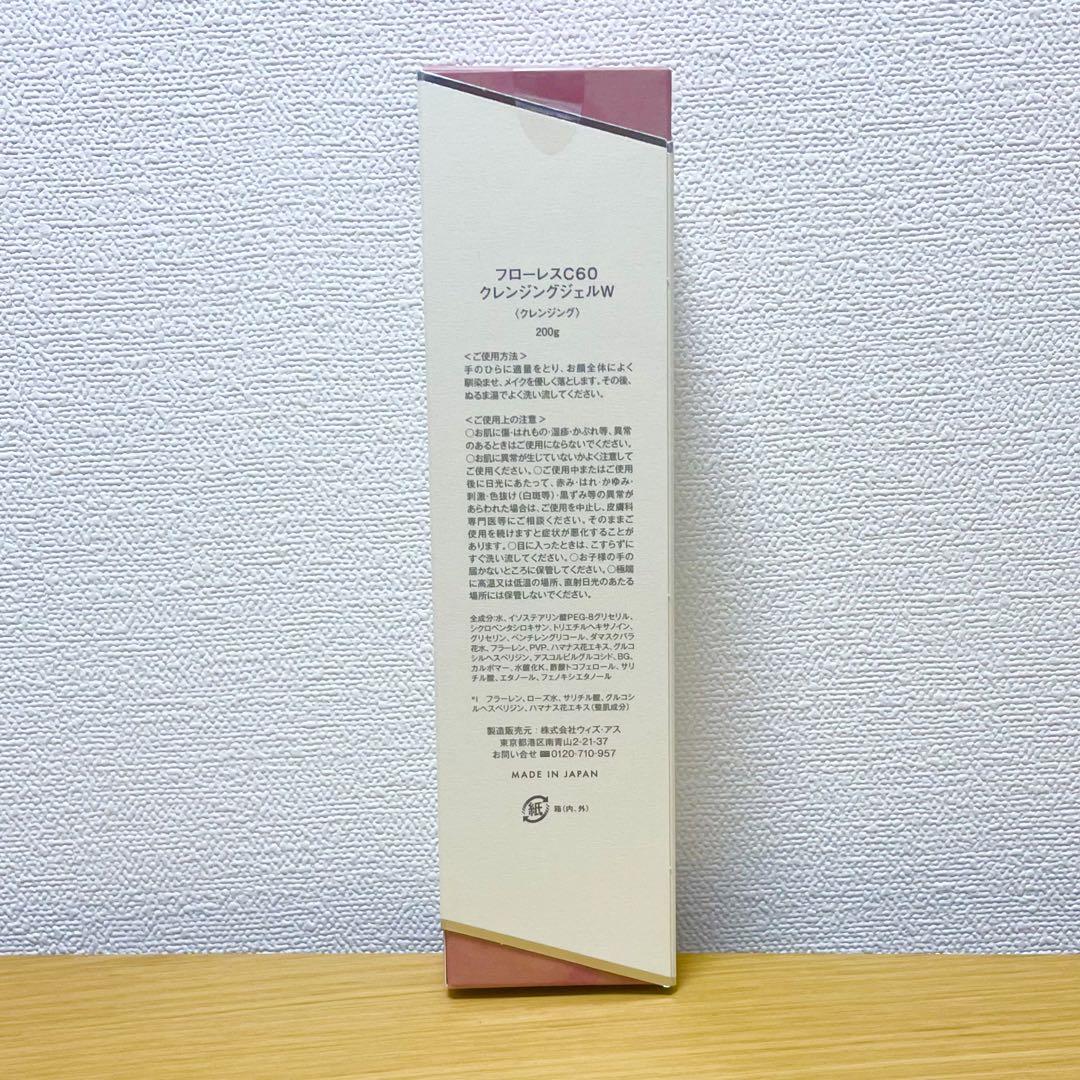 フローレスC60
クレンジングジェルW
〈クレンジング〉
200g
<ご使用方法>
手のひらに適量をとり、お顔全体によく
馴染ませ、メイクを優しく落とします。その後、
ぬるま湯でよく洗い流してください。
<ご使用上の注意>
○お肌に傷・はれもの・湿疹・かぶれ等、異常
のあるときはご使用にならないでください。
○お肌に異常が生じていないかよく注意して
ご使用ください。○ご使用中またはご使用
後に日光にあたって、赤み・はれ・かゆみ・
刺激・色抜け(白斑等)・黒ずみ等の異常が
あらわれた場合は、ご使用を中止し、皮膚科
専門医等にご相談ください。そのままご
使用を続けますと症状が悪化することが
あります。○目に入ったときは、こすらずに
すぐ洗い流してください。○お子様の手の
届かないところに保管してください。○極端
に高温又は低温の場所、直射日光のあたる
場所には保管しないでください。
全成分:水、イソステアリン酸PEG-8グリセリル、
シクロペンタシロキサン、トリエチルヘキサノイン、
グリセリン、ペンチレングリコール、ダマスクバラ
花水、フラーレン、PVP、ハマナス花エキス、グルコ
シルヘスペリジン、アスコルビルグルコシド、BG、
カルボマー、水酸化K、酢酸トコフェロール、サリ
チル酸、エタノール、フェノキシエタノール
*1 フラーレン、ローズ水、サリチル酸、グルコシ
ルヘスペリジン、ハマナス花エキス(整肌成分)
製造販売元:株式会社ウィズ・アス
東京都港区南青山2-21-37
お問い合せ 0120-710-957
MADE IN JAPAN
紙 箱(内、外)